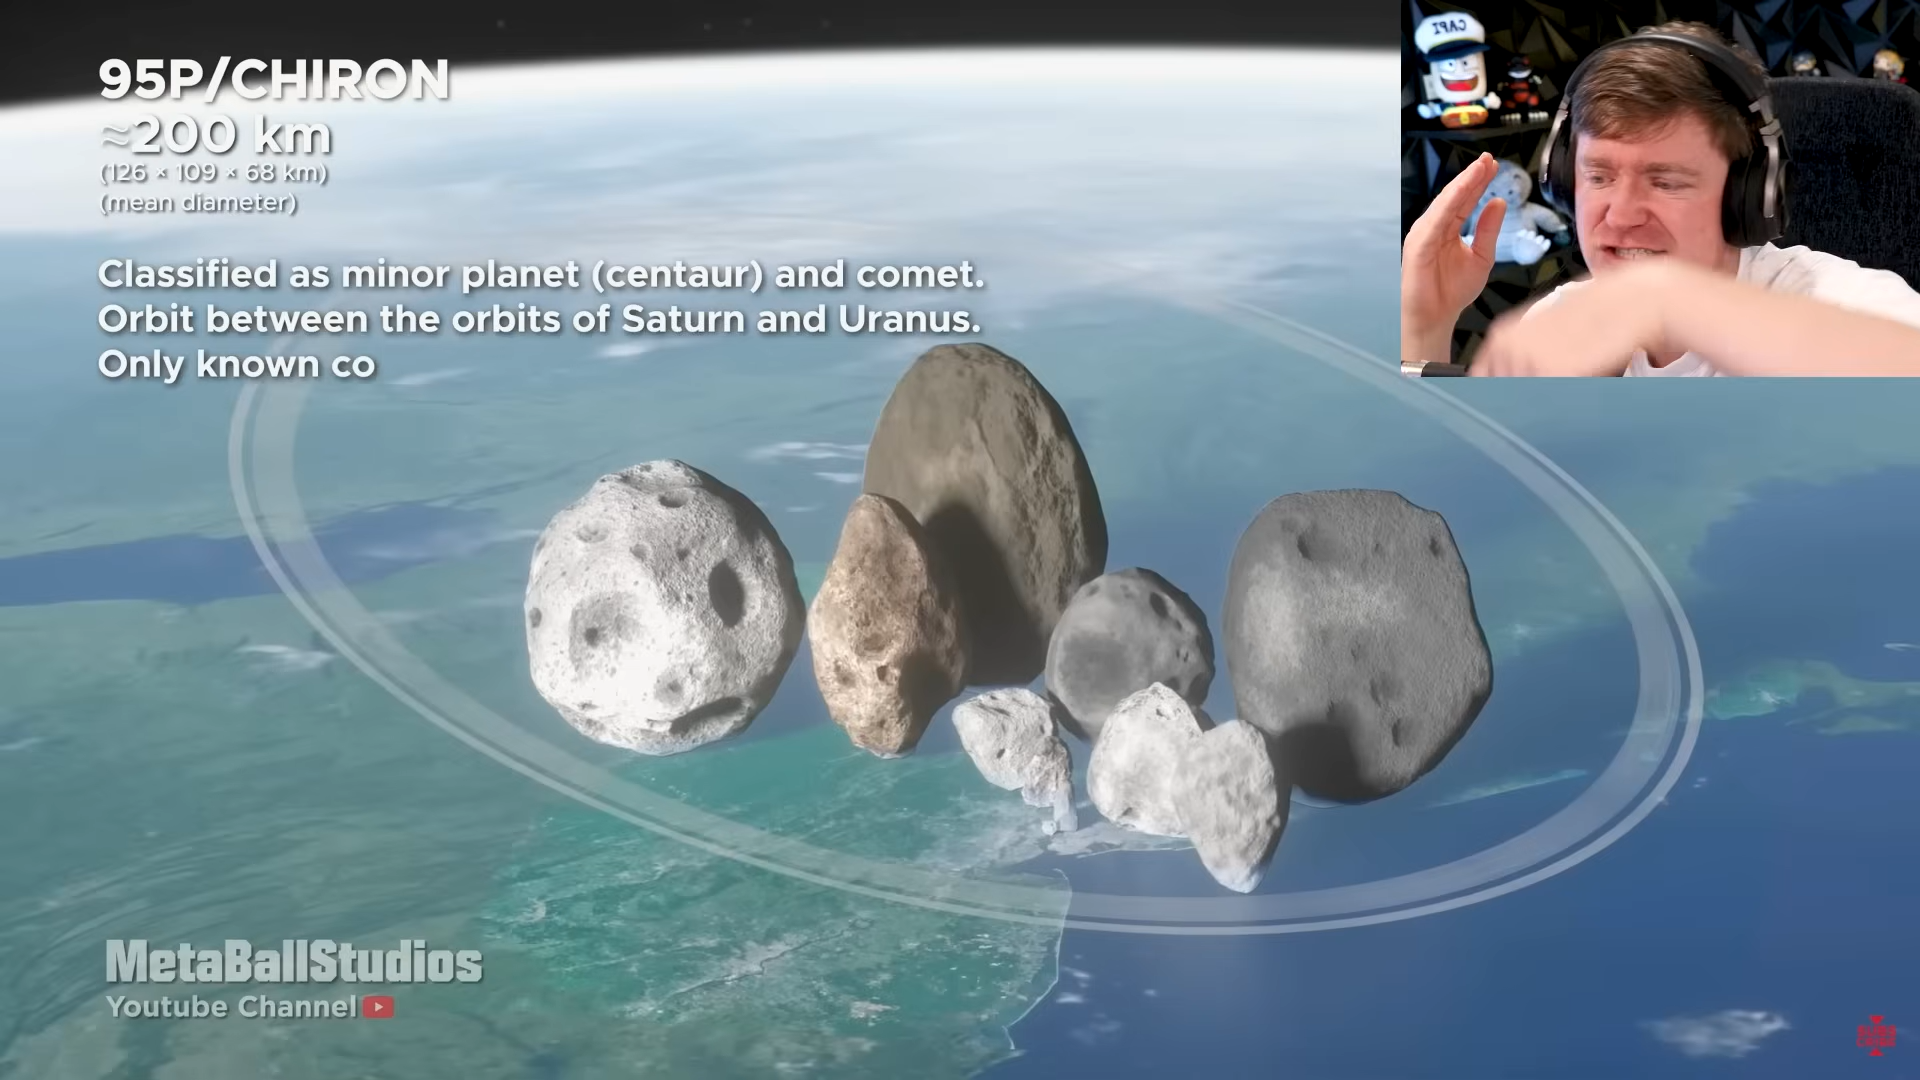 95P/CHIRON
≈200 km
(126 × 109 × 68 km)
(mean diameter)
Classified as minor planet (centaur) and comet.
Orbit between the orbits of Saturn and Uranus.
Only known co
MetaBallStudios
Youtube Channel